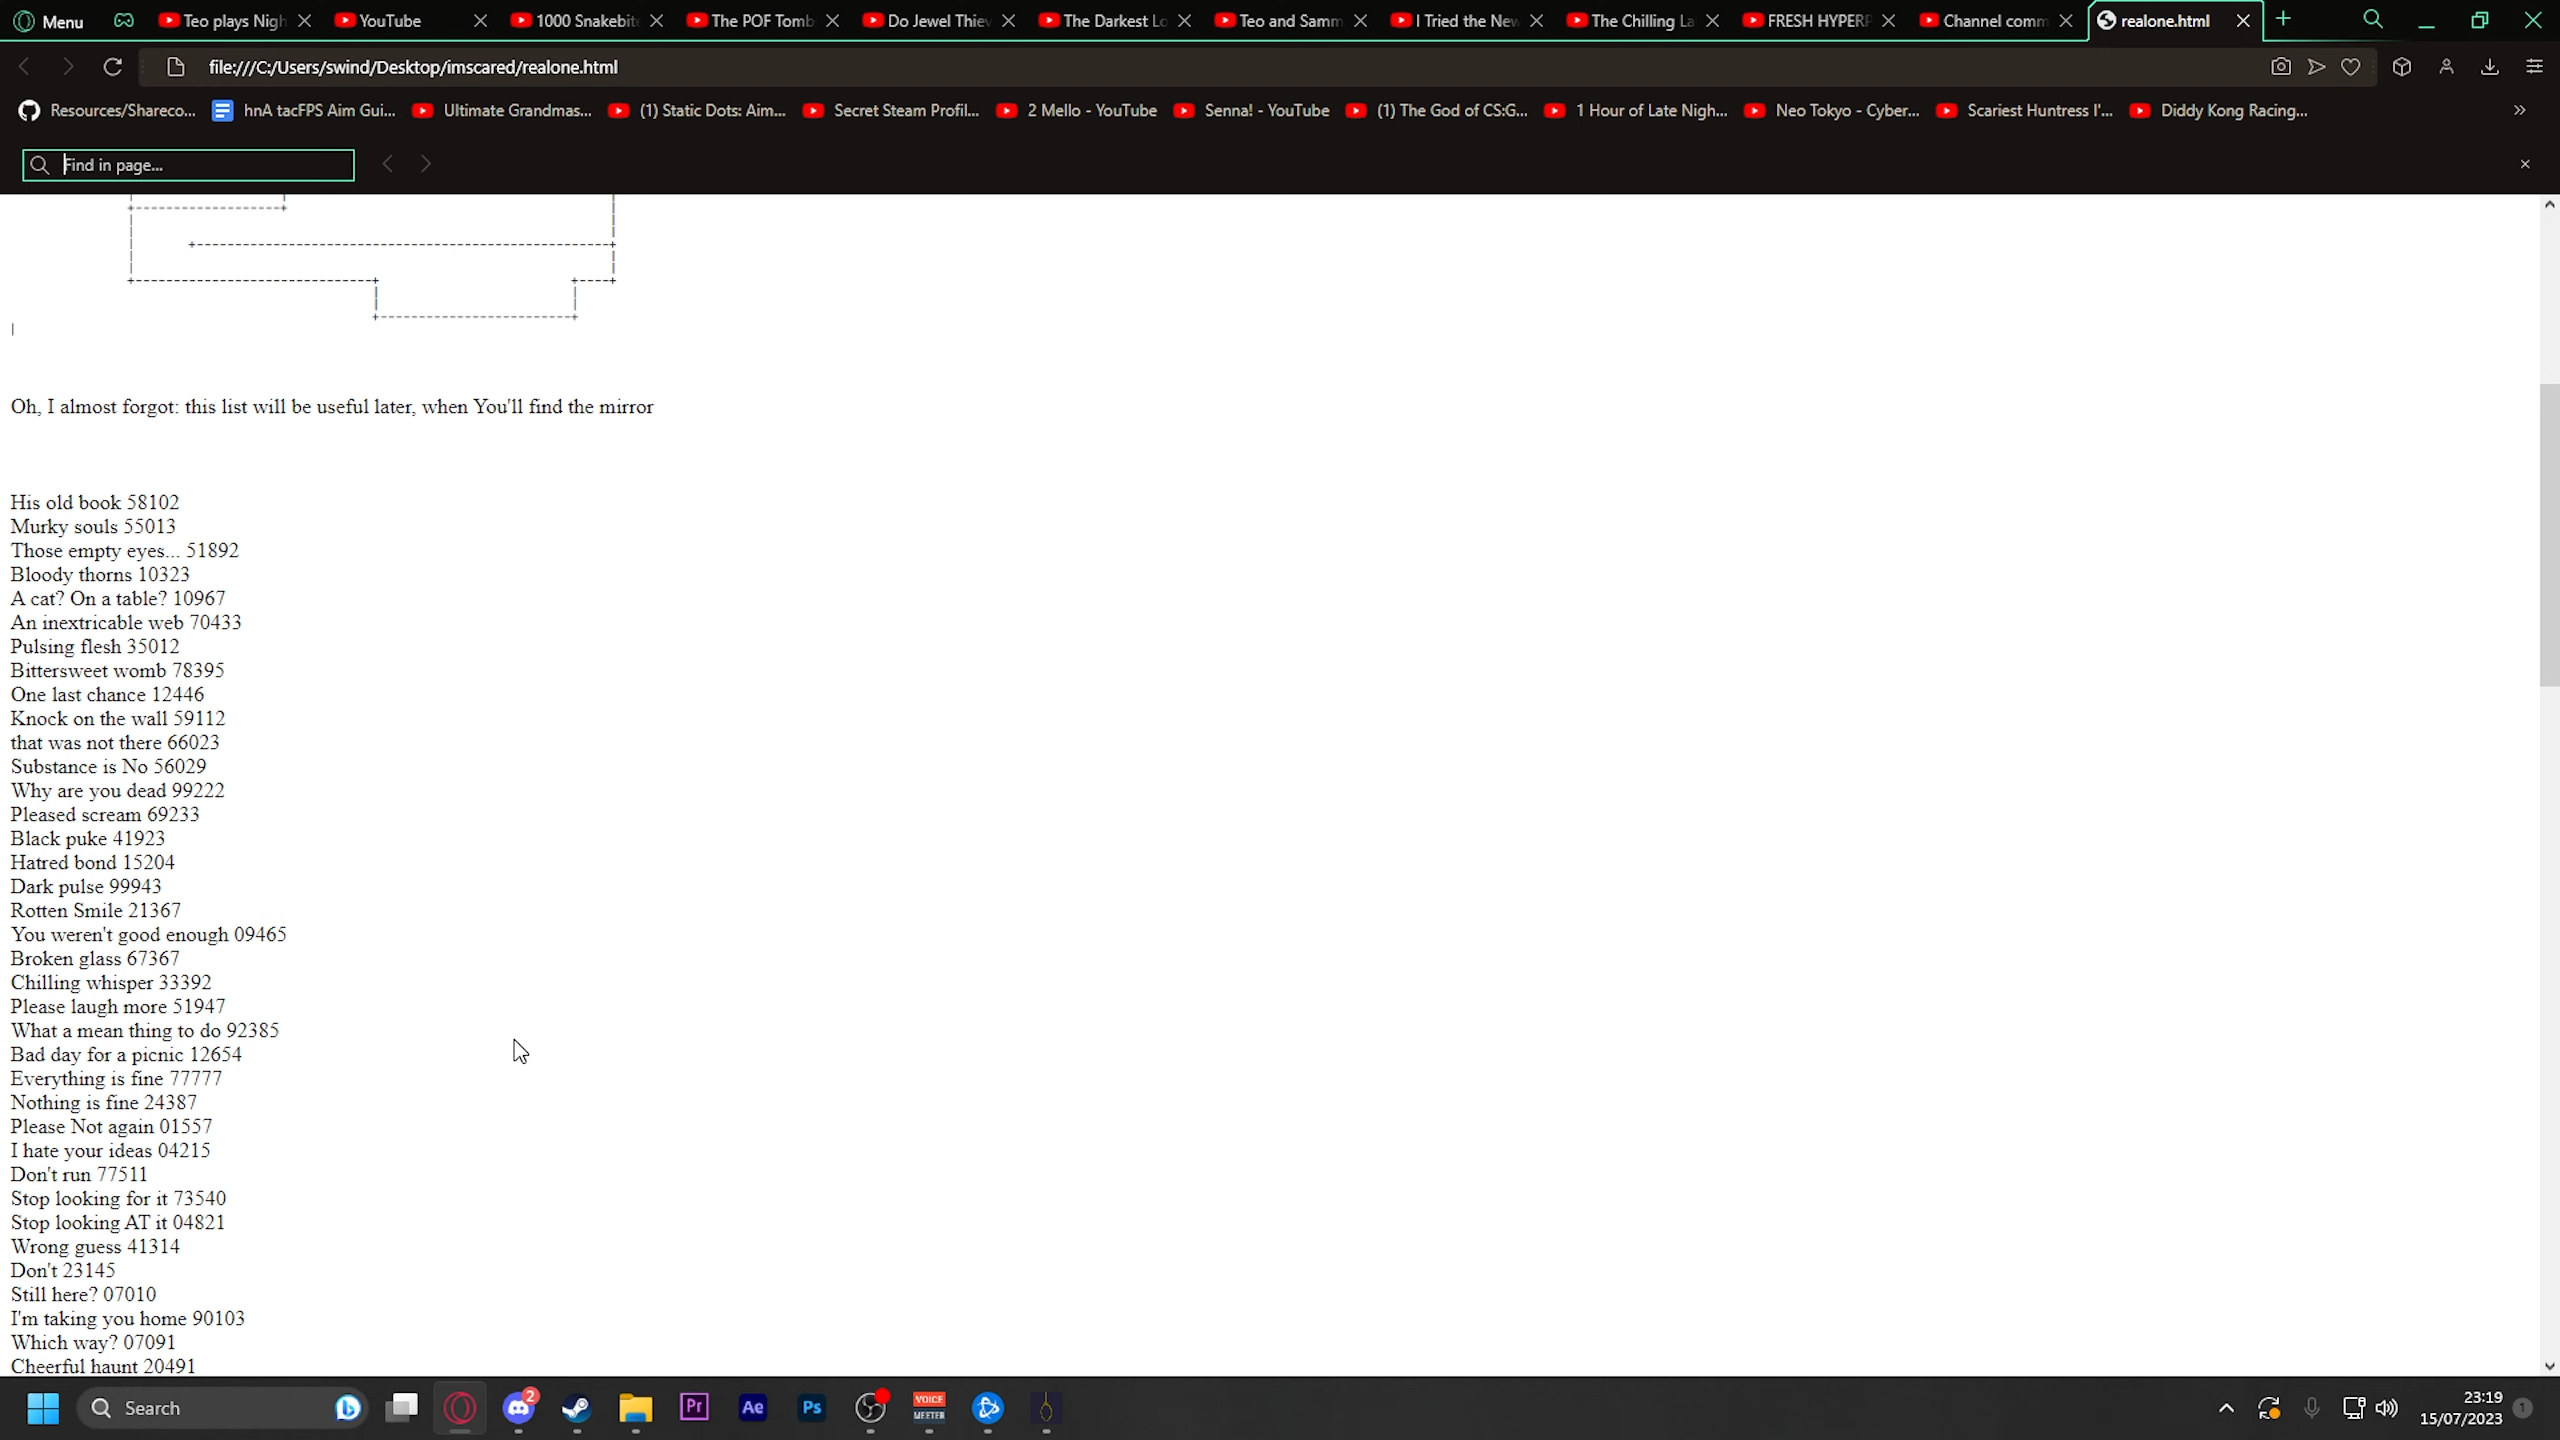 Menu
Teo plays Nigh
YouTube
1000 Snakebit
The POF Tomb
Do Jewel Thiev
The Darkest Lo
Teo and Samm
I Tried the New
The Chilling La
FRESH HYPERP
Channel comm
realone.html
file:///C:/Users/swind/Desktop/imscared/realone.html
Resources/Shareco...
hnA tacFPS Aim Gui...
Ultimate Grandmas...
(1) Static Dots: Aim...
Secret Steam Profil...
2 Mello - YouTube
Senna! - YouTube
(1) The God of CS:G...
1 Hour of Late Nigh...
Neo Tokyo - Cyber...
Scariest Huntress I'...
Diddy Kong Racing...
Find in page...
Oh, I almost forgot: this list will be useful later, when You'll find the mirror
His old book 58102
Murky souls 55013
Those empty eyes... 51892
Bloody thorns 10323
A cat? On a table? 10967
An inextricable web 70433
Pulsing flesh 35012
Bittersweet womb 78395
One last chance 12446
Knock on the wall 59112
that was not there 66023
Substance is No 56029
Why are you dead 99222
Pleased scream 69233
Black puke 41923
Hatred bond 15204
Dark pulse 99943
Rotten Smile 21367
You weren't good enough 09465
Broken glass 67367
Chilling whisper 33392
Please laugh more 51947
What a mean thing to do 92385
Bad day for a picnic 12654
Everything is fine 77777
Nothing is fine 24387
Please Not again 01557
I hate your ideas 04215
Don't run 77511
Stop looking for it 73540
Stop looking AT it 04821
Wrong guess 41314
Don't 23145
Still here? 07010
I'm taking you home 90103
Which way? 07091
Cheerful haunt 20491
Search
2
Pr
Ae
Ps
VOICE
MEETER
23:19
15/07/2023
1